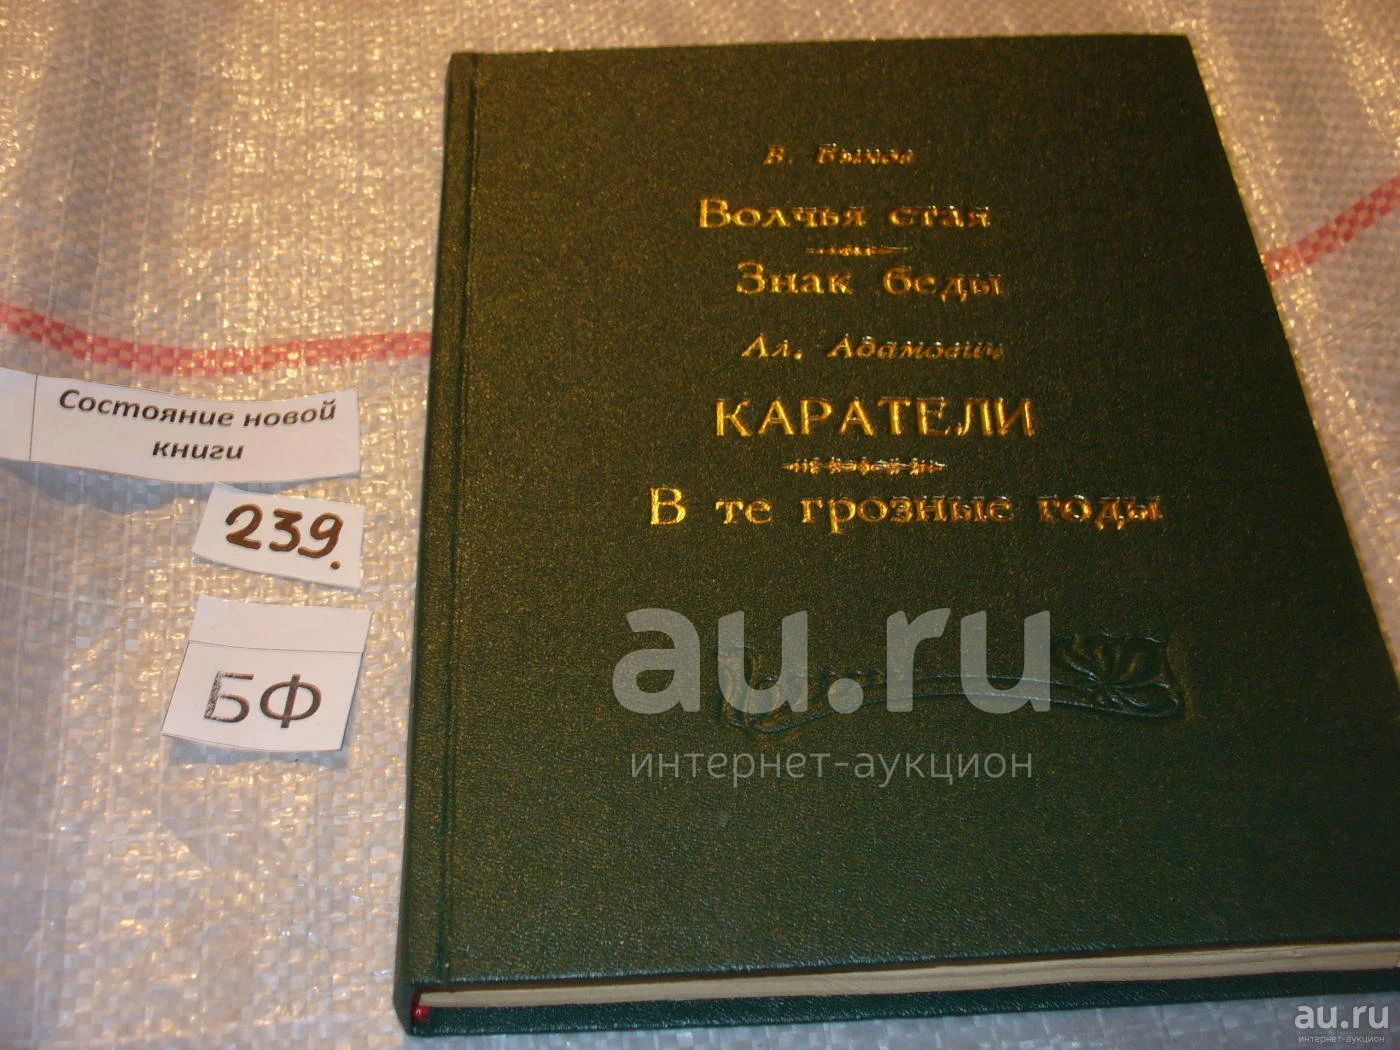 В. Быков
Волчья стая
Знак беды
Ал. Адамович
КАРАТЕЛИ
В те грозные годы
Состояние новой
книги
239.
БФ
au.ru
интернет-аукцион
au.ru
интернет-аукцион